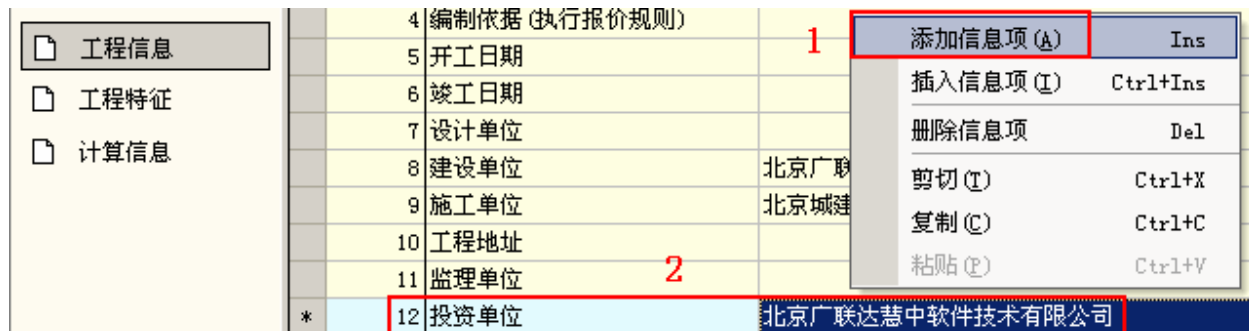 工程信息
工程特征
计算信息
4 编制依据(执行报价规则)
5 开工日期
6 竣工日期
7 设计单位
8 建设单位 北京广联
9 施工单位 北京城建
10 工程地址
11 监理单位
* 12 投资单位 北京广联达慧中软件技术有限公司
1
2
添加信息项(A) Ins
插入信息项(I) Ctrl+Ins
删除信息项 Del
剪切(T) Ctrl+X
复制(C) Ctrl+C
粘贴(P) Ctrl+V